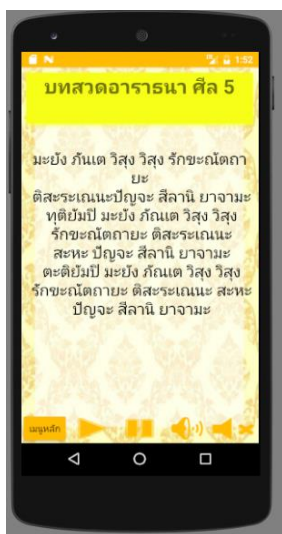 1:52
บทสวดอาราธนา ศีล 5
มะยัง ภันเต วิสุง วิสุง รักขะณัตถา
ยะ
ติสะระเณนะปัญจะ สีลานิ ยาจามะ
ทุติยัมปิ มะยัง ภัณเต วิสุง วิสุง
รักขะณัตถายะ ติสะระเณนะ
สะหะ ปัญจะ สีลานิ ยาจามะ
ตะติยัมปิ มะยัง ภัณเต วิสุง วิสุง
รักขะณัตถายะ ติสะระเณนะ สะหะ
ปัญจะ สีลานิ ยาจามะ
เมนูหลัก